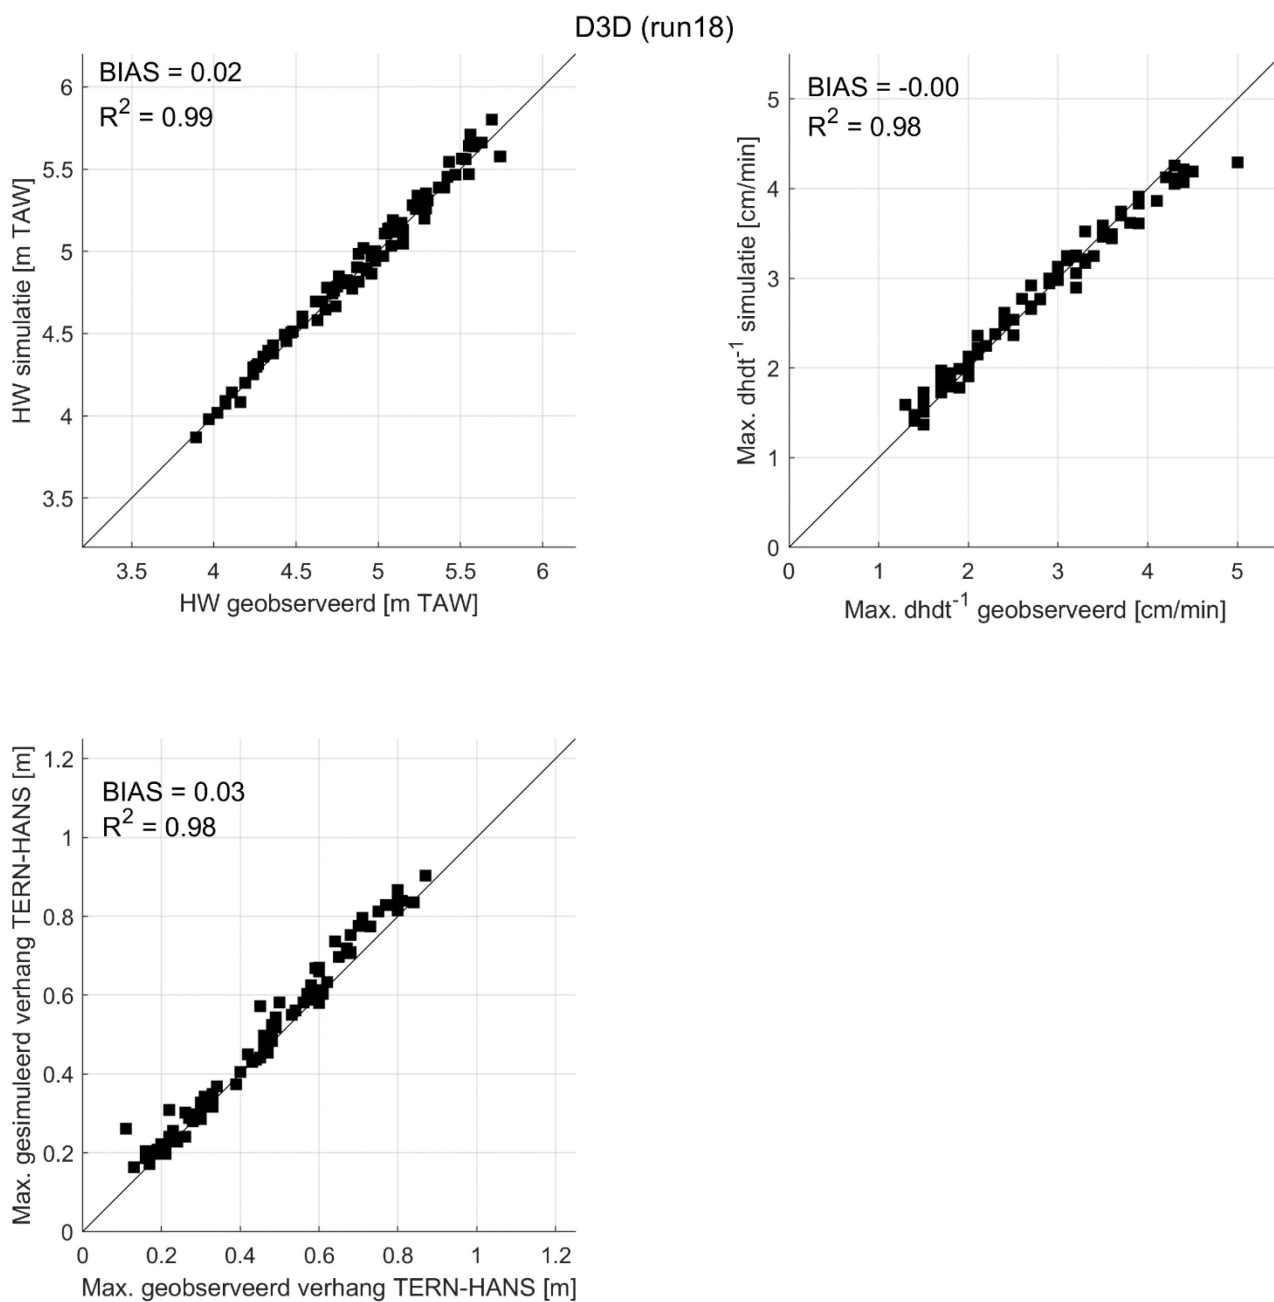 D3D (run18)
BIAS = 0.02
R² = 0.99
6
5.5
5
4.5
4
3.5
3.5 4 4.5 5 5.5 6
HW simulatie [m TAW]
HW geobserveerd [m TAW]
BIAS = -0.00
R² = 0.98
5
4
3
2
1
0
0 1 2 3 4 5
Max. dhdt⁻¹ simulatie [cm/min]
Max. dhdt⁻¹ geobserveerd [cm/min]
BIAS = 0.03
R² = 0.98
1.2
1
0.8
0.6
0.4
0.2
0
0 0.2 0.4 0.6 0.8 1 1.2
Max. gesimuleerd verhang TERN-HANS [m]
Max. geobserveerd verhang TERN-HANS [m]